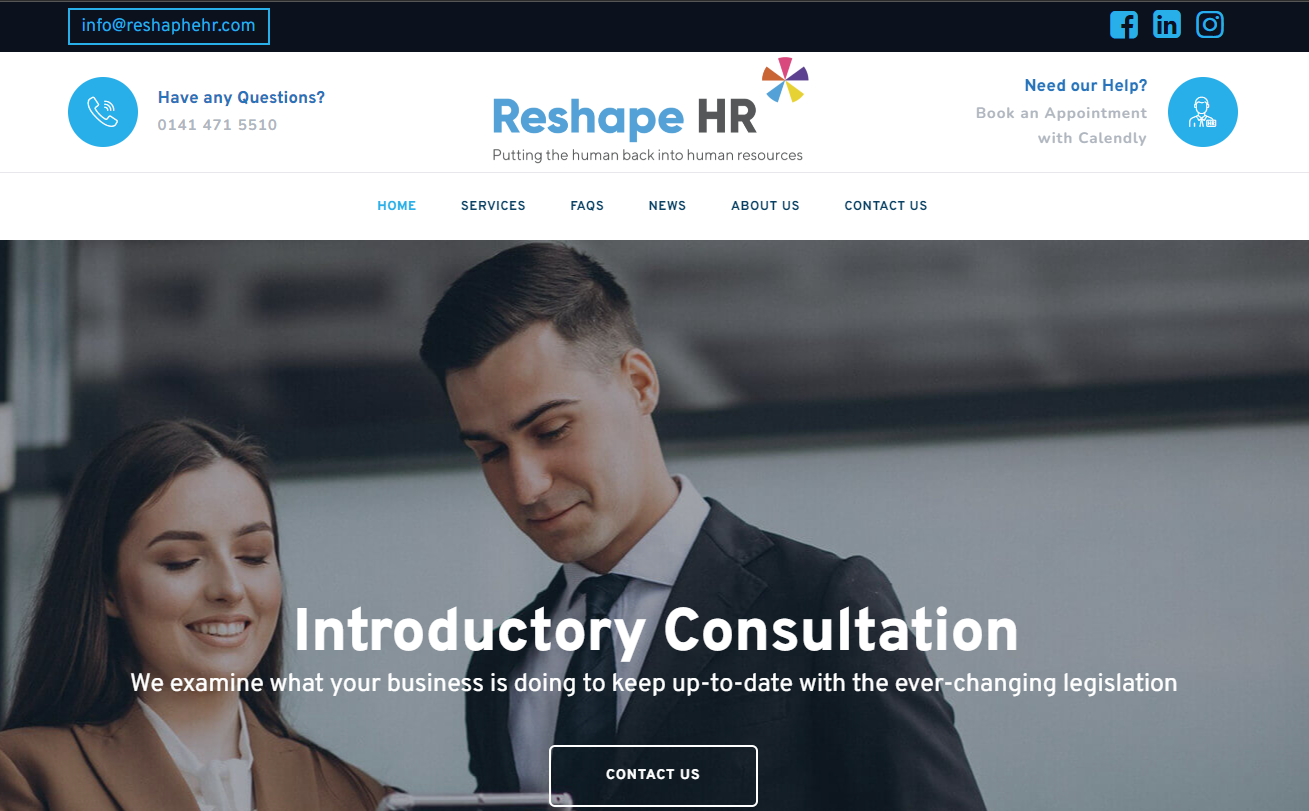 info@reshaphehr.com
Have any Questions?
0141 471 5510
Reshape HR
Putting the human back into human resources
Need our Help?
Book an Appointment
with Calendly
HOME SERVICES FAQS NEWS ABOUT US CONTACT US
Introductory Consultation
We examine what your business is doing to keep up-to-date with the ever-changing legislation
CONTACT US